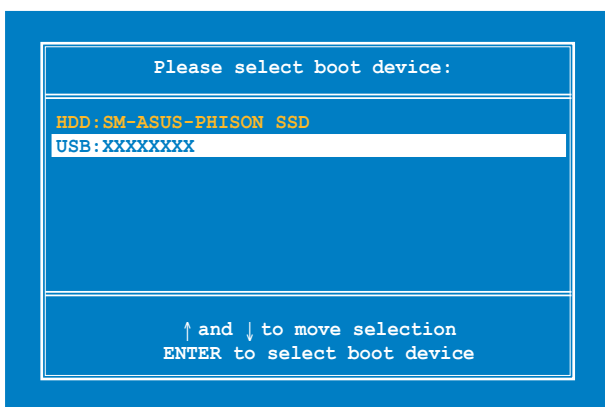 Please select boot device:
HDD:SM-ASUS-PHISON SSD
USB:XXXXXXXX
↑ and ↓ to move selection
ENTER to select boot device